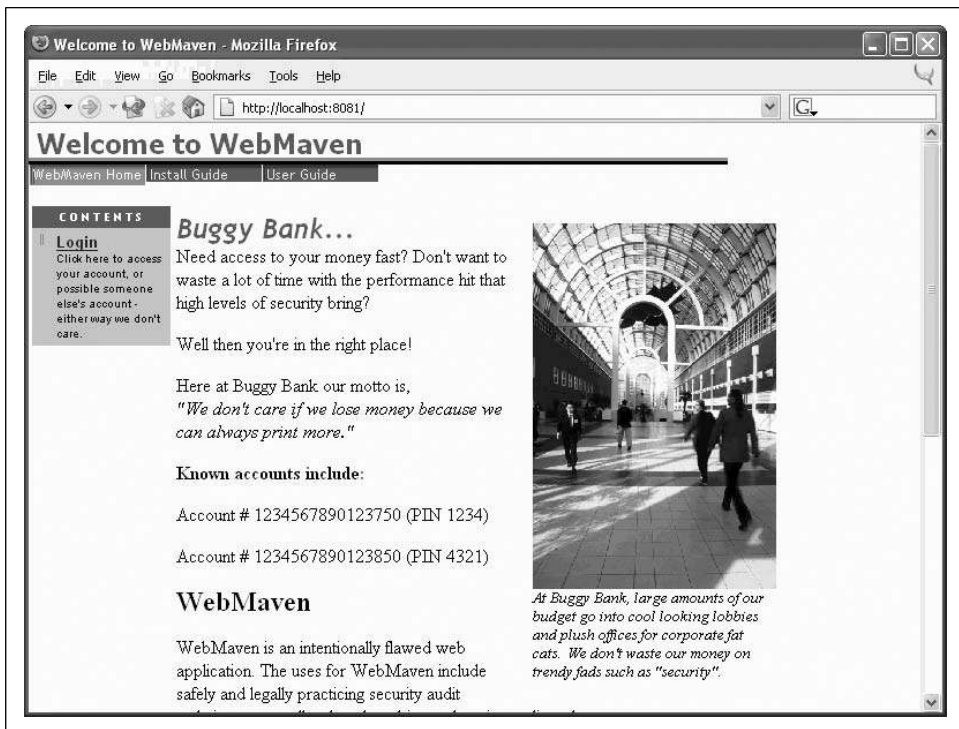 Welcome to WebMaven - Mozilla Firefox
File Edit View Go Bookmarks Tools Help
http://localhost:8081/
G
Welcome to WebMaven
WebMaven Home Install Guide User Guide
CONTENTS
Login
Click here to access
your account, or
possible someone
else's account -
either way we don't
care.
Buggy Bank...
Need access to your money fast? Don't want to
waste a lot of time with the performance hit that
high levels of security bring?
Well then you're in the right place!
Here at Buggy Bank our motto is,
"We don't care if we lose money because we
can always print more."
Known accounts include:
Account # 1234567890123750 (PIN 1234)
Account # 1234567890123850 (PIN 4321)
WebMaven
WebMaven is an intentionally flawed web
application. The uses for WebMaven include
safely and legally practicing security audit
At Buggy Bank, large amounts of our
budget go into cool looking lobbies
and plush offices for corporate fat
cats. We don't waste our money on
trendy fads such as "security".